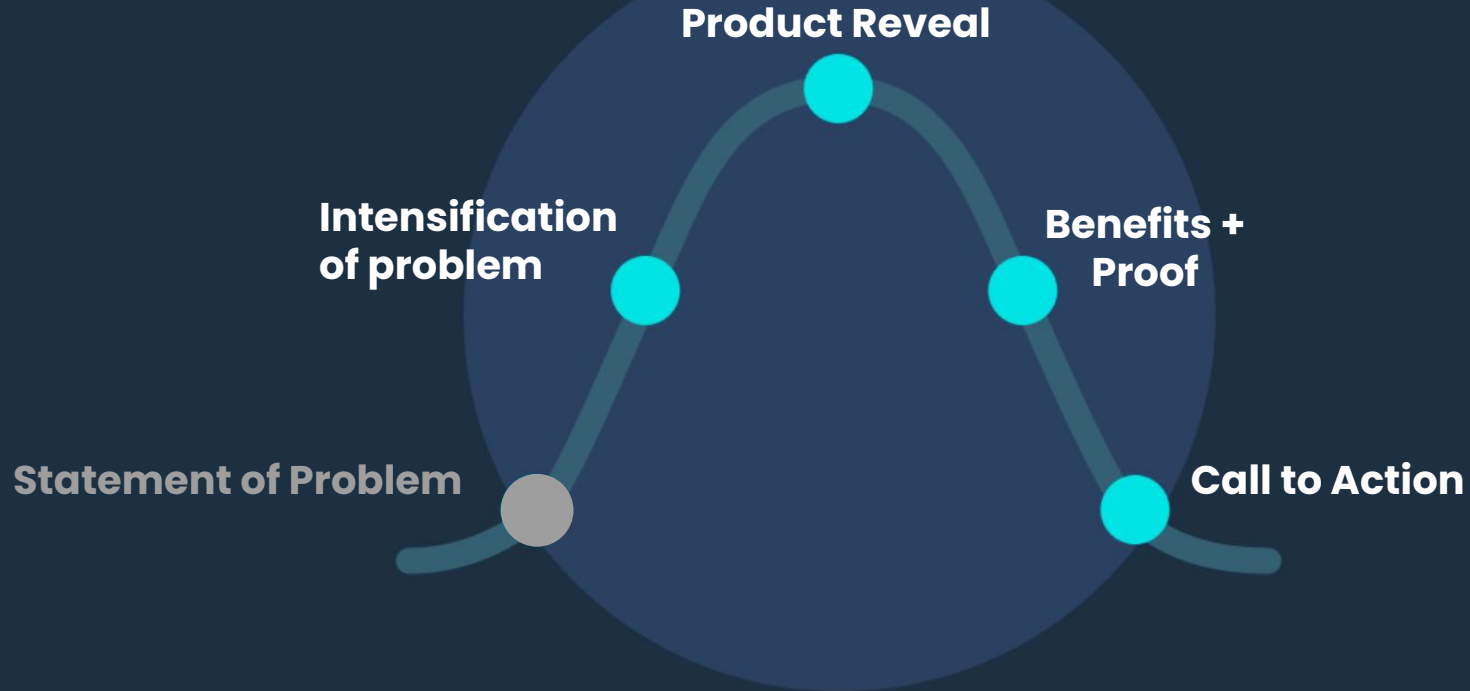 Product Reveal
Intensification
of problem
Benefits +
Proof
Statement of Problem
Call to Action